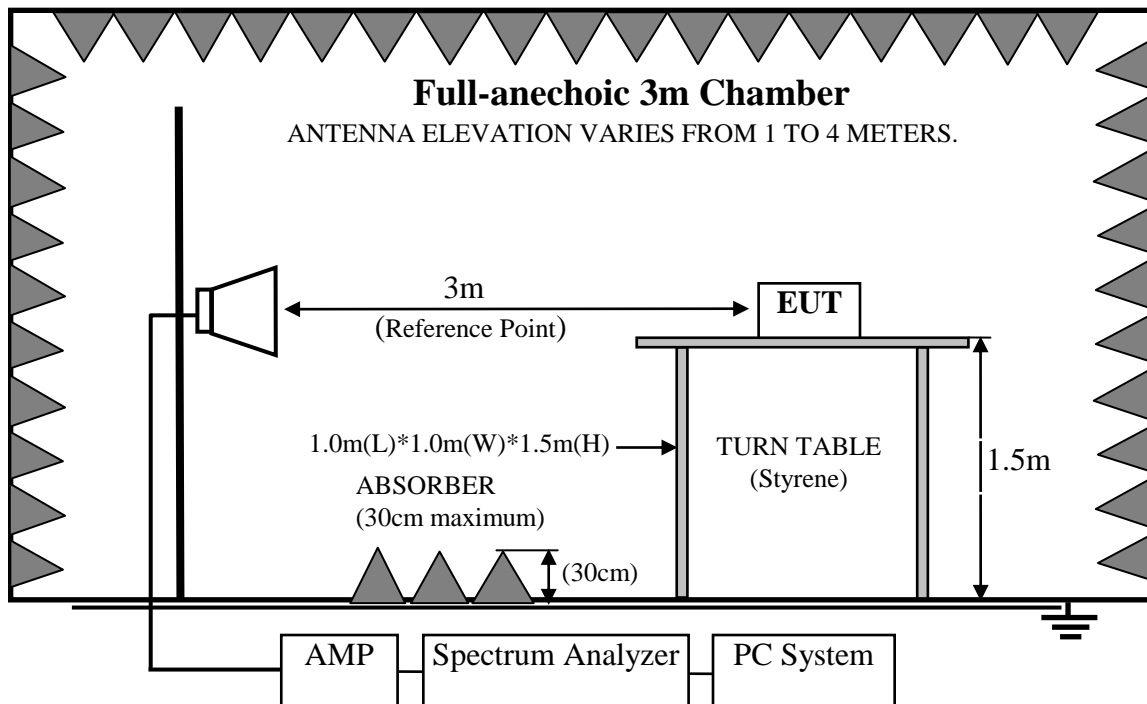 Full-anechoic 3m Chamber
ANTENNA ELEVATION VARIES FROM 1 TO 4 METERS.
3m
(Reference Point)
EUT
1.0m(L)*1.0m(W)*1.5m(H)
TURN TABLE
(Styrene)
1.5m
ABSORBER
(30cm maximum)
(30cm)
AMP
Spectrum Analyzer
PC System